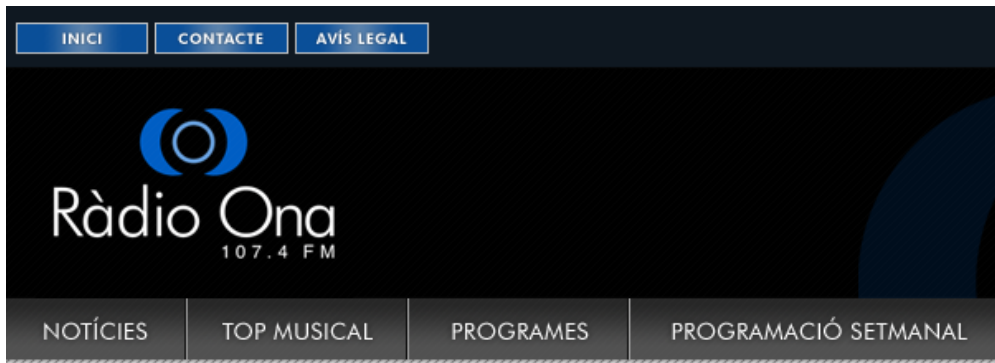 INICI CONTACTE AVÍS LEGAL
Ràdio Ona
107.4 FM
NOTÍCIES TOP MUSICAL PROGRAMES PROGRAMACIÓ SETMANAL